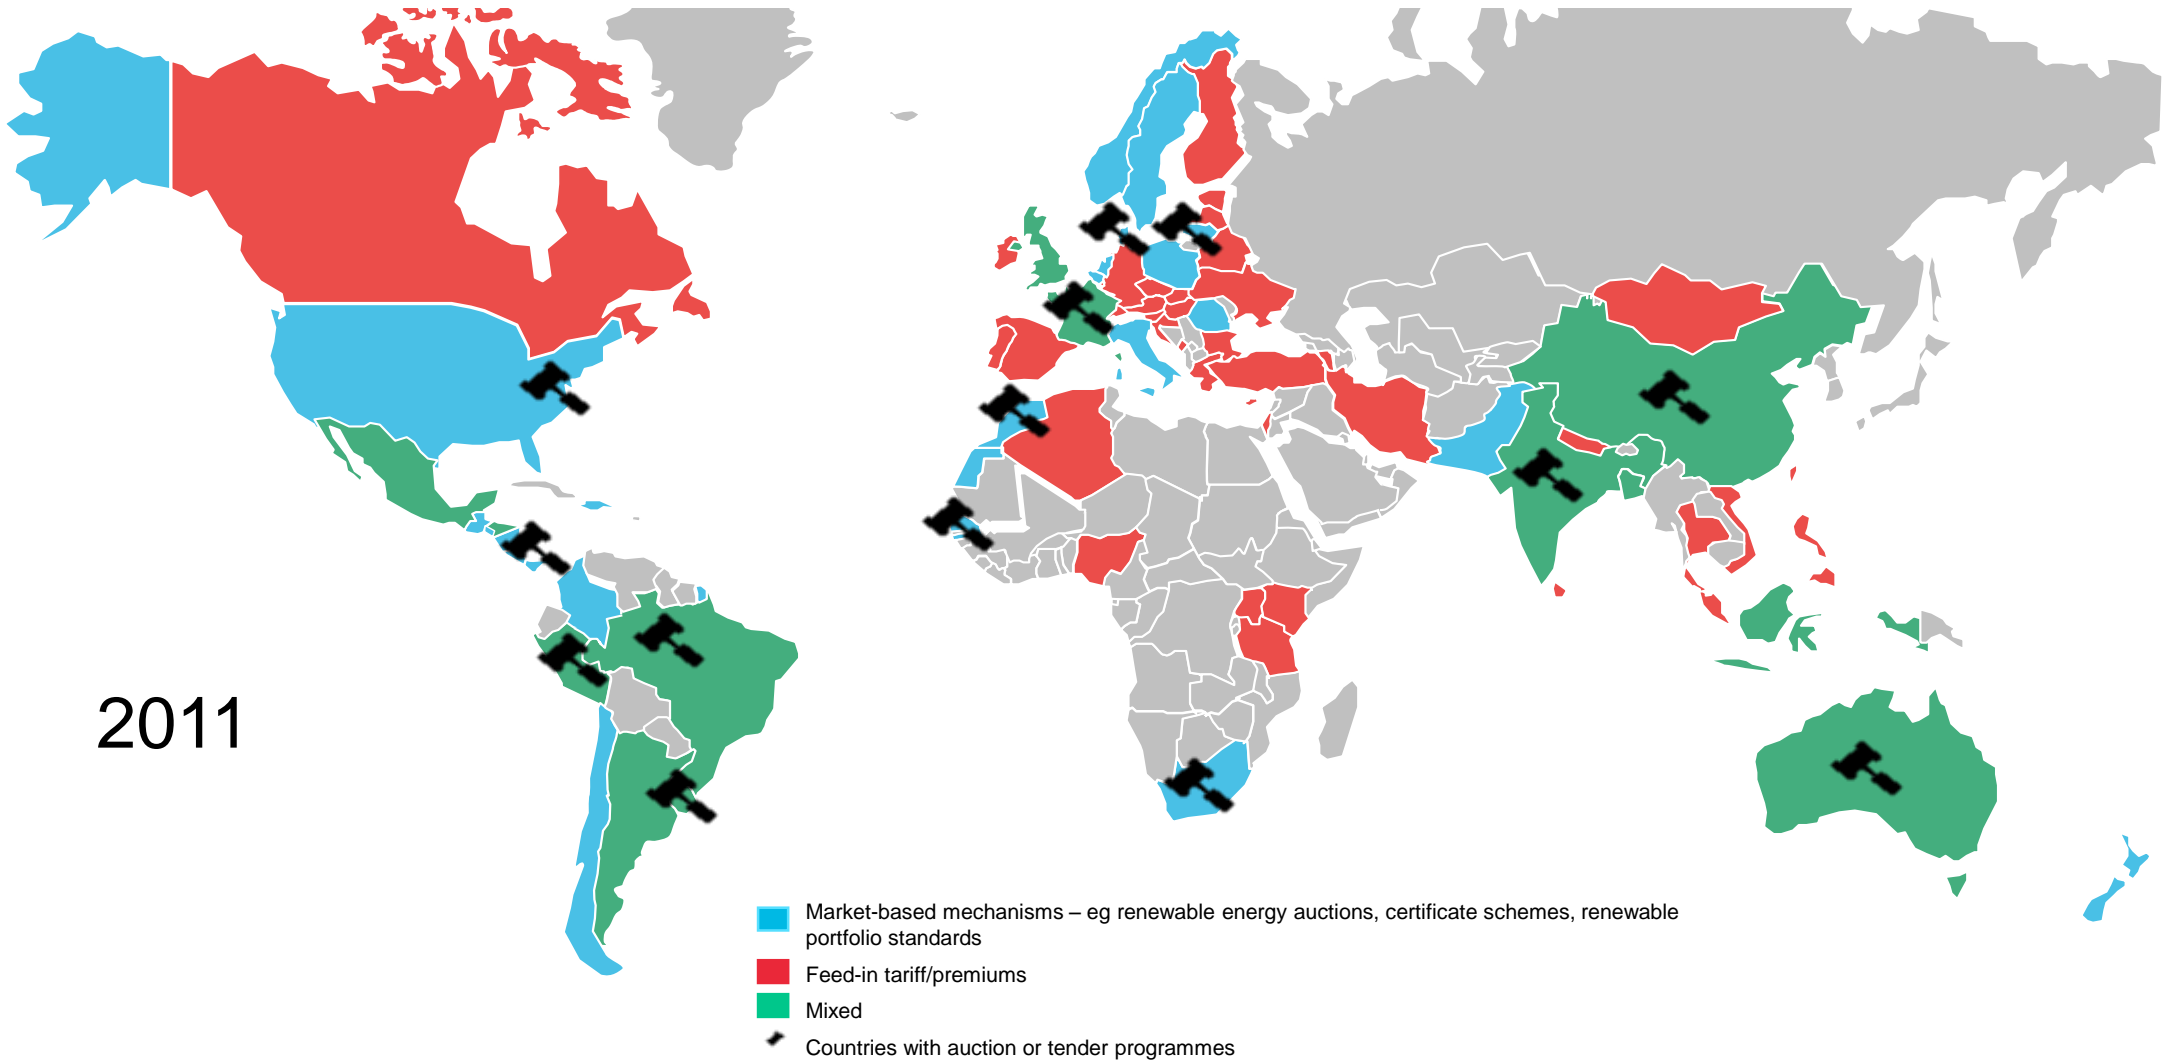 2011
Market-based mechanisms – eg renewable energy auctions, certificate schemes, renewable
portfolio standards
Feed-in tariff/premiums
Mixed
Countries with auction or tender programmes